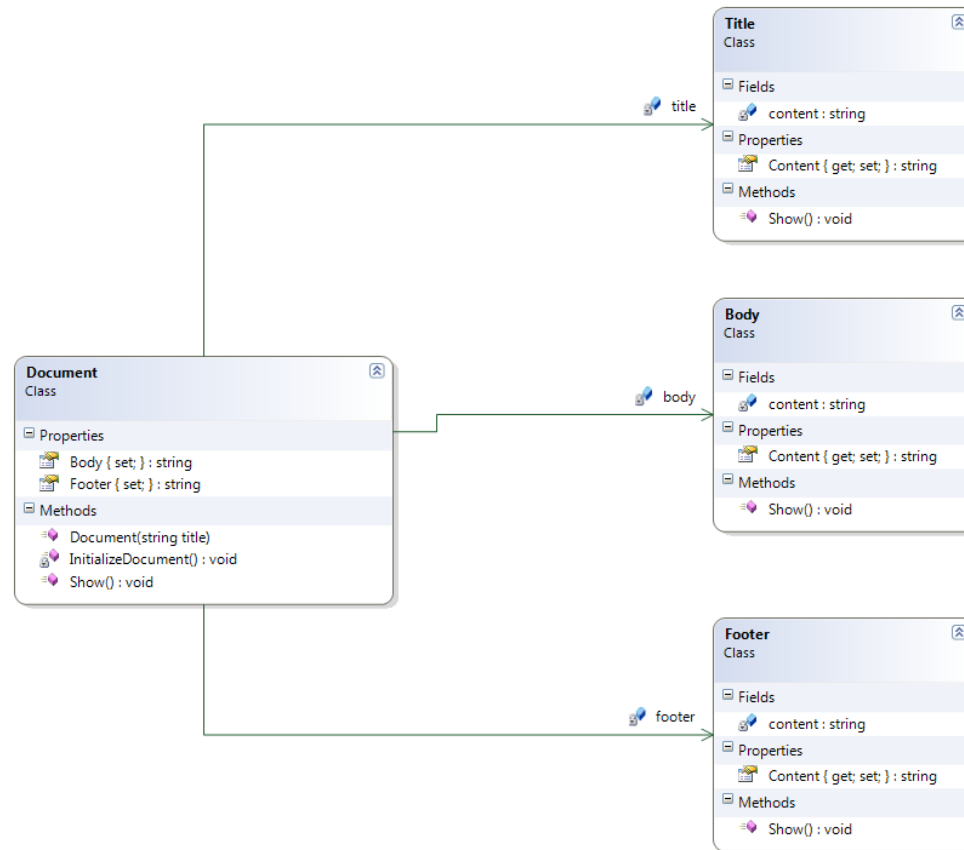 Title
Class
Fields
content : string
Properties
Content { get; set; } : string
Methods
Show() : void
title
Document
Class
Properties
Body { set; } : string
Footer { set; } : string
Methods
Document(string title)
InitializeDocument() : void
Show() : void
body
Body
Class
Fields
content : string
Properties
Content { get; set; } : string
Methods
Show() : void
footer
Footer
Class
Fields
content : string
Properties
Content { get; set; } : string
Methods
Show() : void